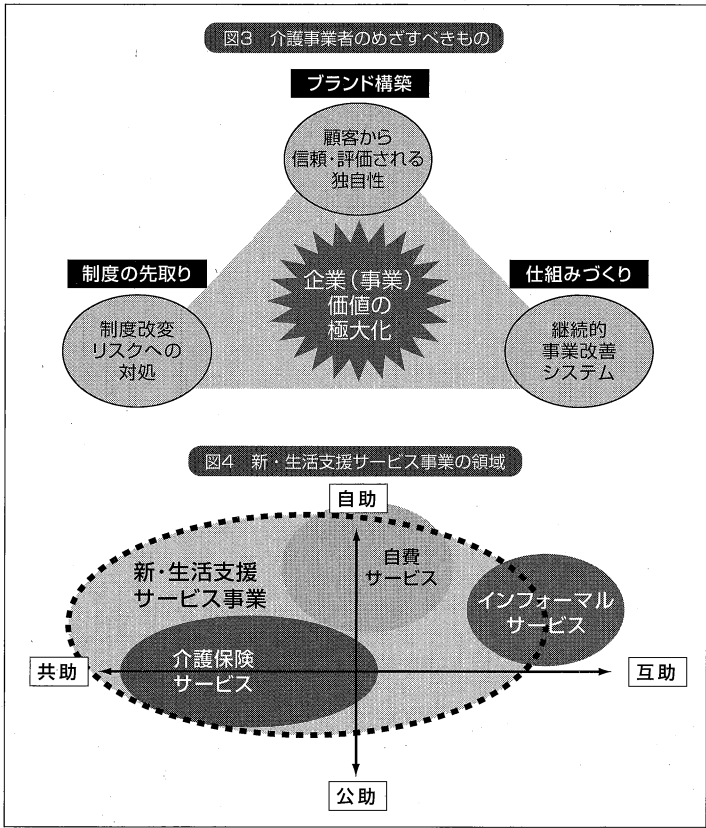 図3 介護事業者のめざすべきもの
ブランド構築
顧客から
信頼・評価される
独自性
制度の先取り
制度改変
リスクへの
対処
企業(事業)
価値の
極大化
仕組みづくり
継続的
事業改善
システム
図4 新・生活支援サービス事業の領域
自助
新・生活支援
サービス事業
自費
サービス
インフォーマル
サービス
介護保険
サービス
共助
互助
公助